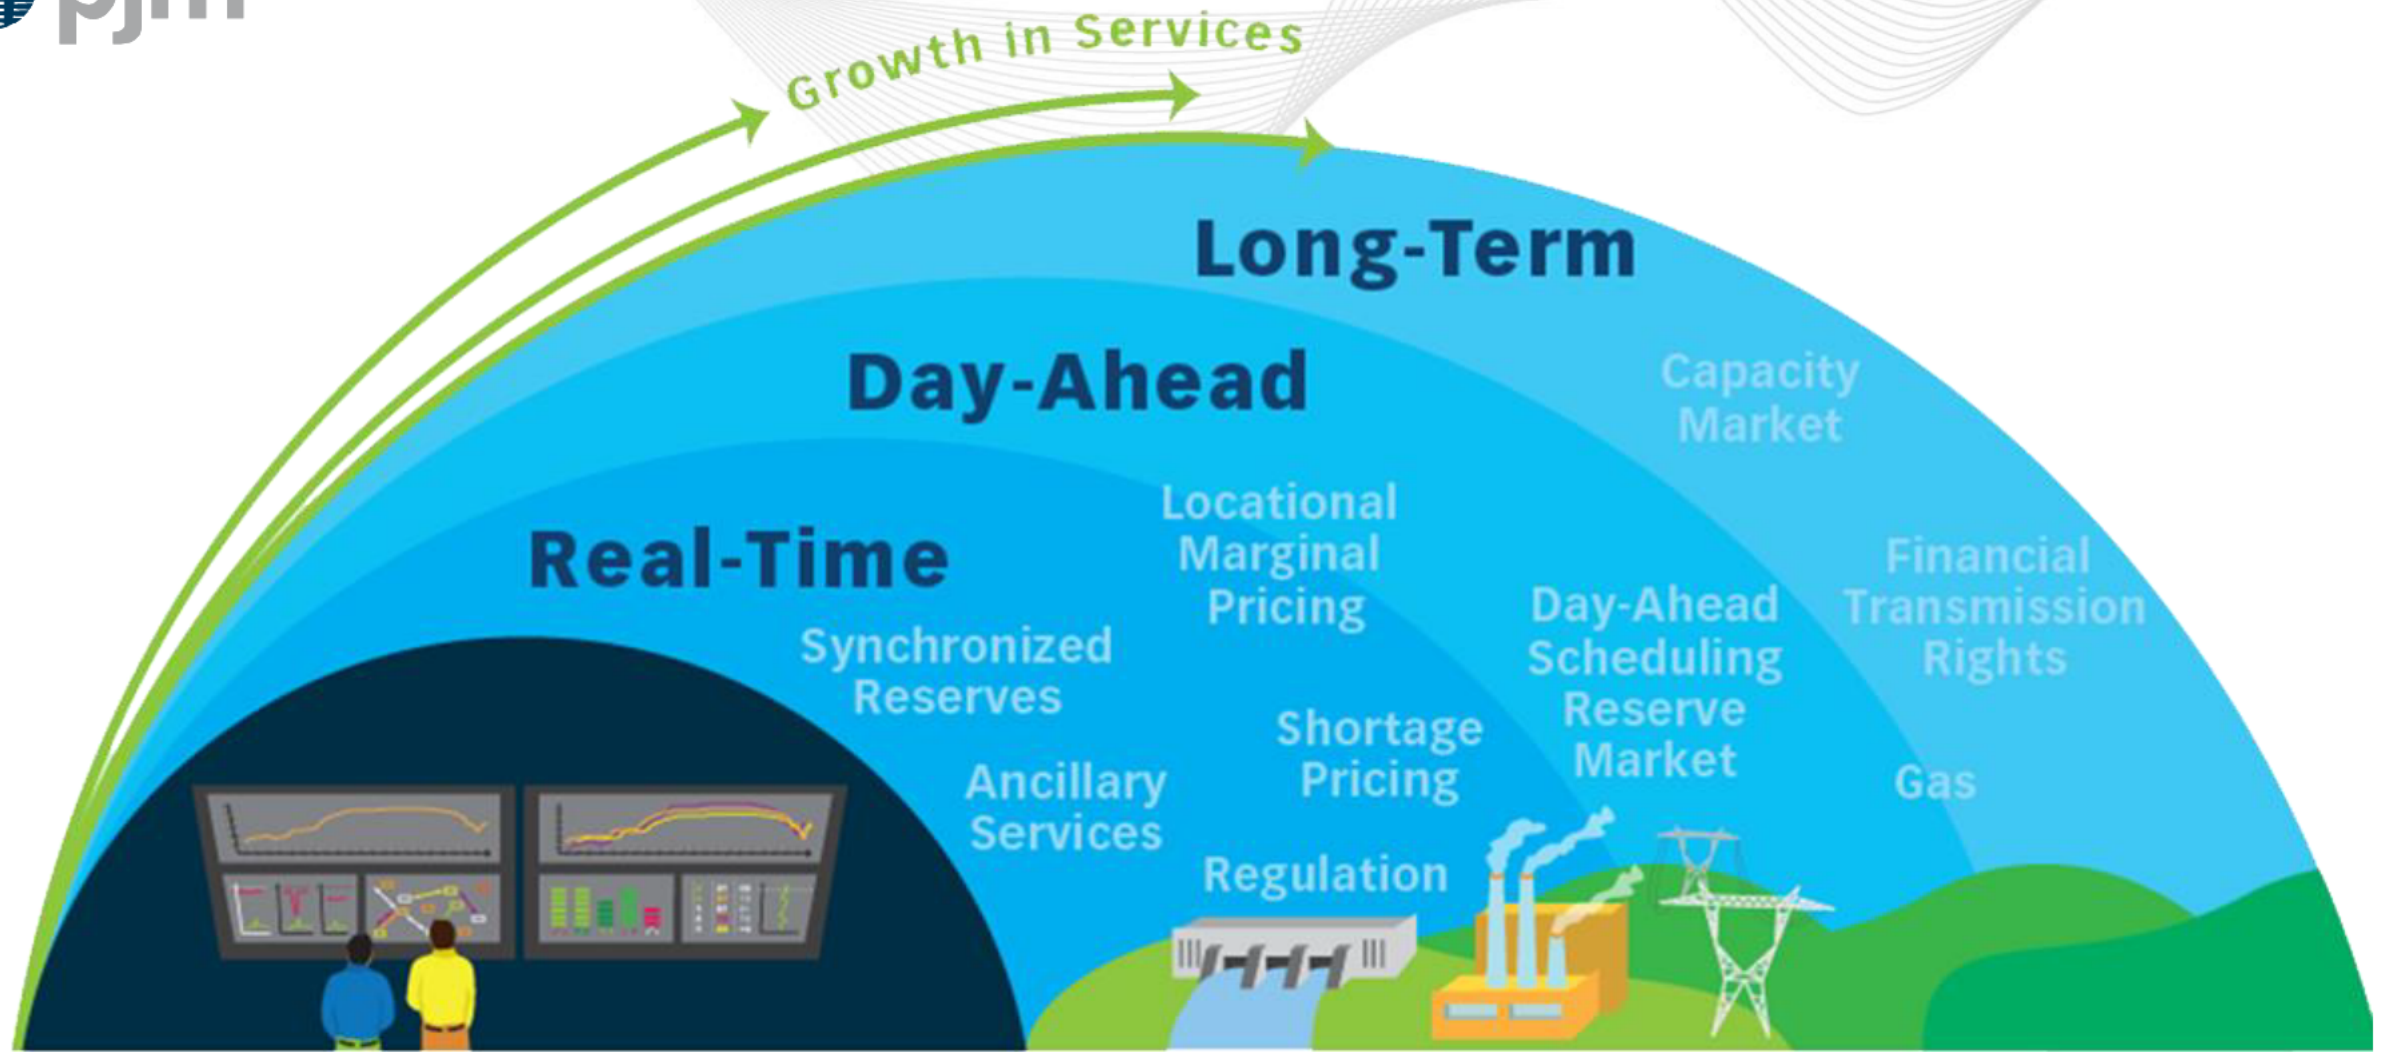 pjm
Growth in Services
Long-Term
Day-Ahead
Real-Time
Capacity
Market
Locational
Marginal
Pricing
Financial
Transmission
Rights
Day-Ahead
Scheduling
Reserve
Market
Synchronized
Reserves
Shortage
Pricing
Ancillary
Services
Gas
Regulation